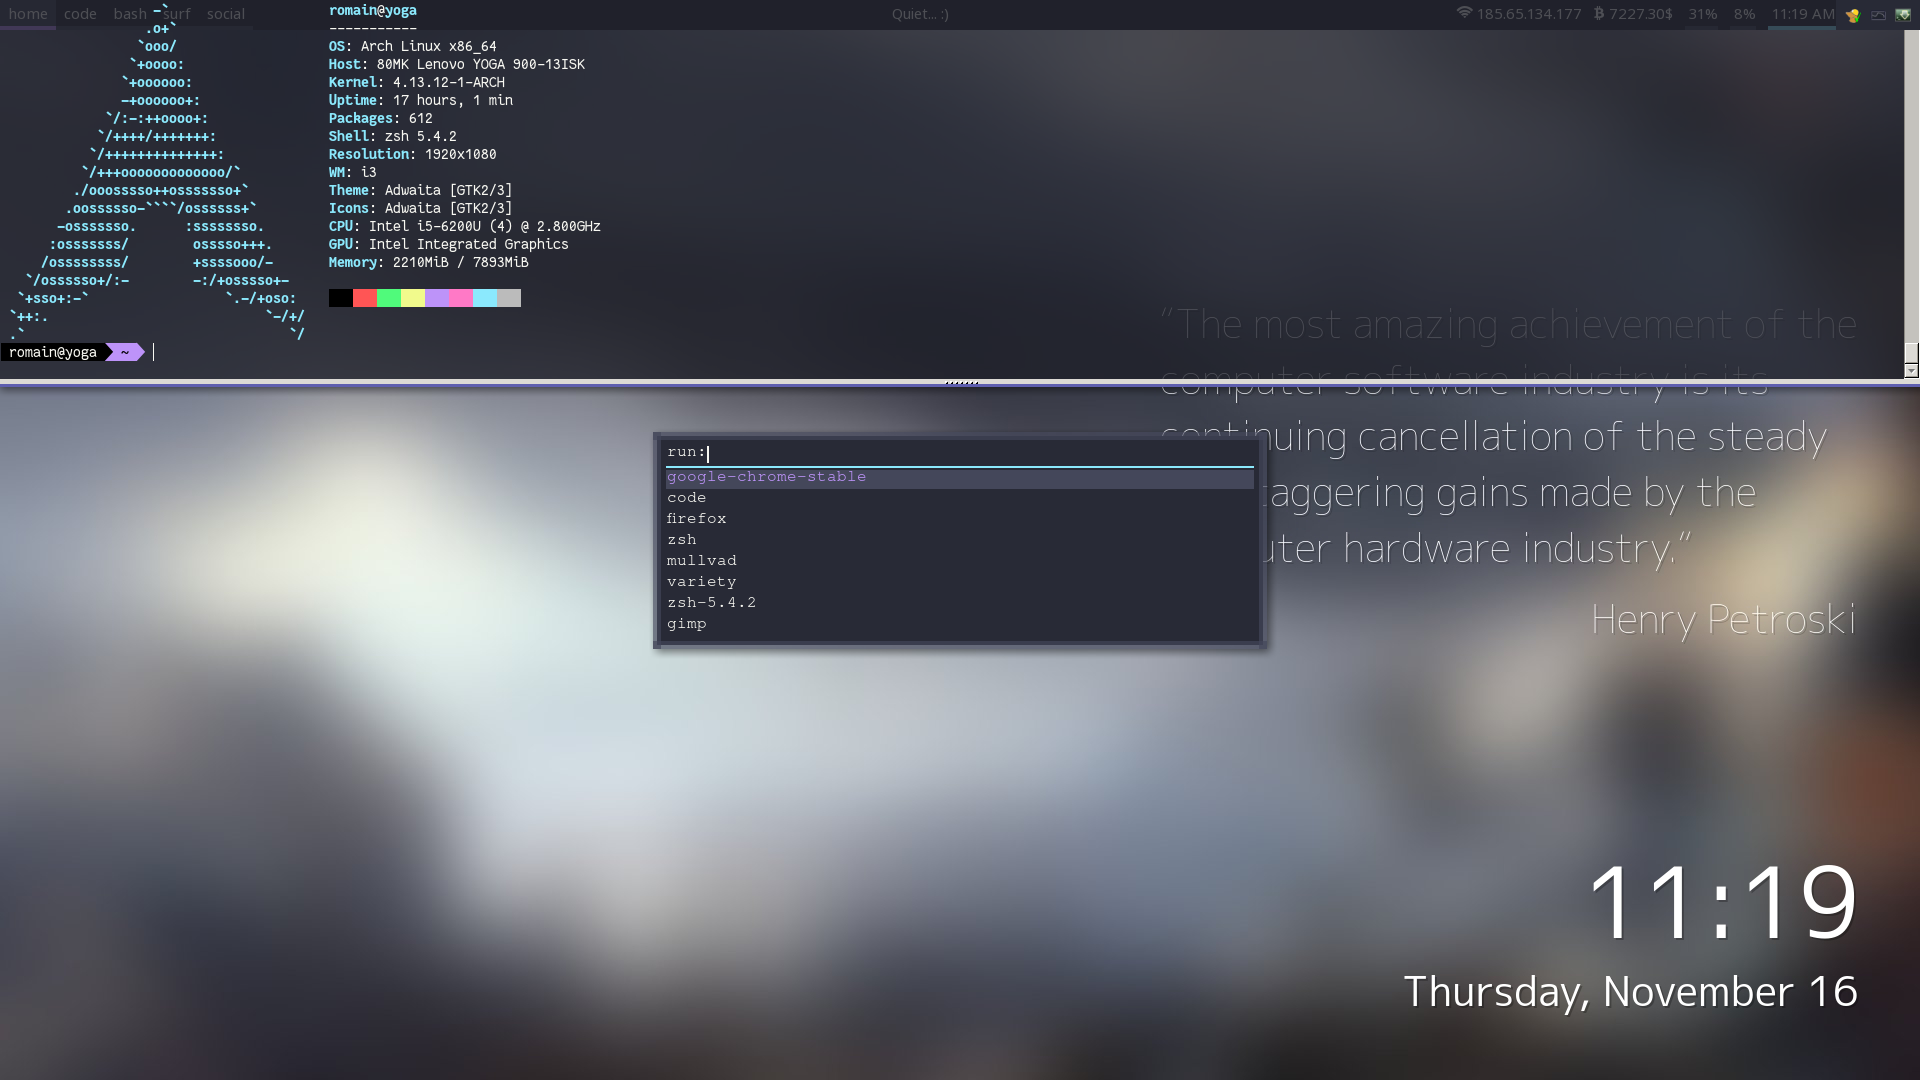 home code bash surf social Quiet... :) 185.65.134.177 ₿ 7227.30$ 31% 8% 11:19 AM
romain@yoga
-----------
OS: Arch Linux x86_64
Host: 80MK Lenovo YOGA 900-13ISK
Kernel: 4.13.12-1-ARCH
Uptime: 17 hours, 1 min
Packages: 612
Shell: zsh 5.4.2
Resolution: 1920x1080
WM: i3
Theme: Adwaita [GTK2/3]
Icons: Adwaita [GTK2/3]
CPU: Intel i5-6200U (4) @ 2.800GHz
GPU: Intel Integrated Graphics
Memory: 2210MiB / 7893MiB
romain@yoga ~
run:
google-chrome-stable
code
firefox
zsh
mullvad
variety
zsh-5.4.2
gimp
“The most amazing achievement of the
computer software industry is its
continuing cancellation of the steady
aggering gains made by the
uter hardware industry.”
Henry Petroski
11:19
Thursday, November 16